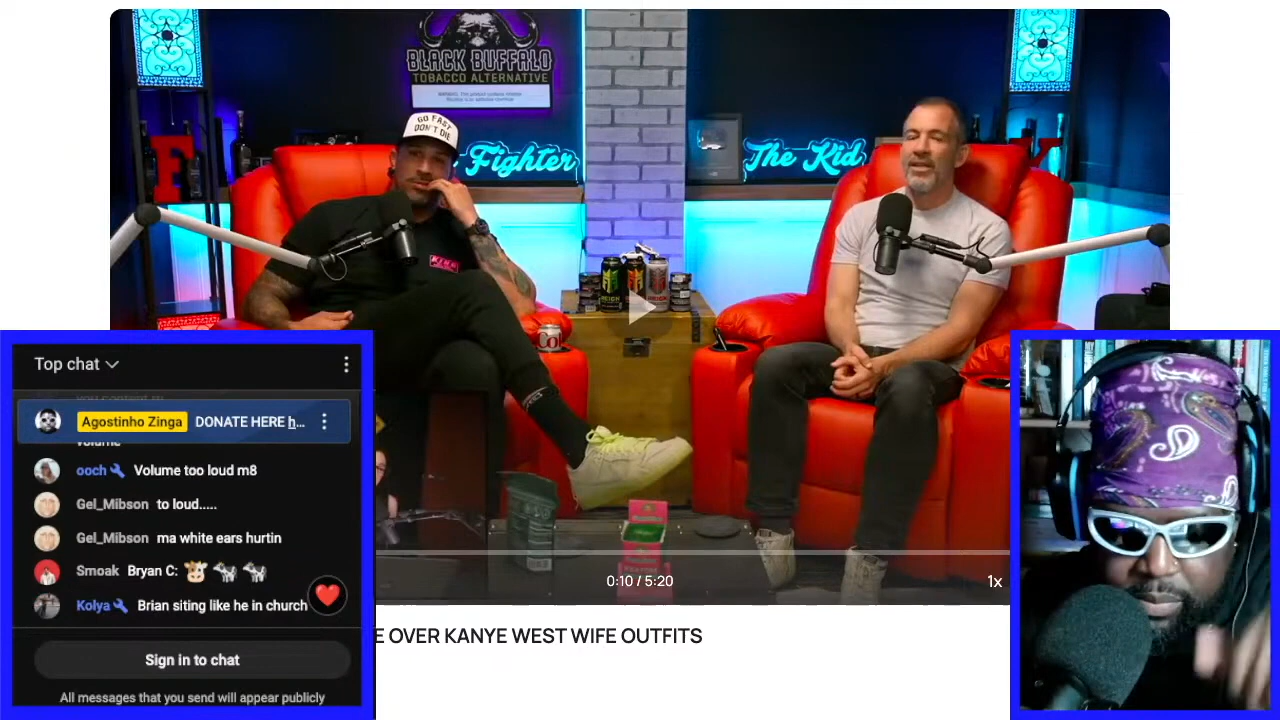 BLACK BUFFALO
TOBACCO ALTERNATIVE
GO FAST
DON'T DIE
Fighter
The Kid
REIGN
REIGN
0:10 / 5:20
1x
E OVER KANYE WEST WIFE OUTFITS
Top chat
Agostinho Zinga DONATE HERE h...
volume
ooch Volume too loud m8
Gel_Mibson to loud.....
Gel_Mibson ma white ears hurtin
Smoak Bryan C: 🐮 🐄 🐄
Kolya Brian siting like he in church
Sign in to chat
All messages that you send will appear publicly